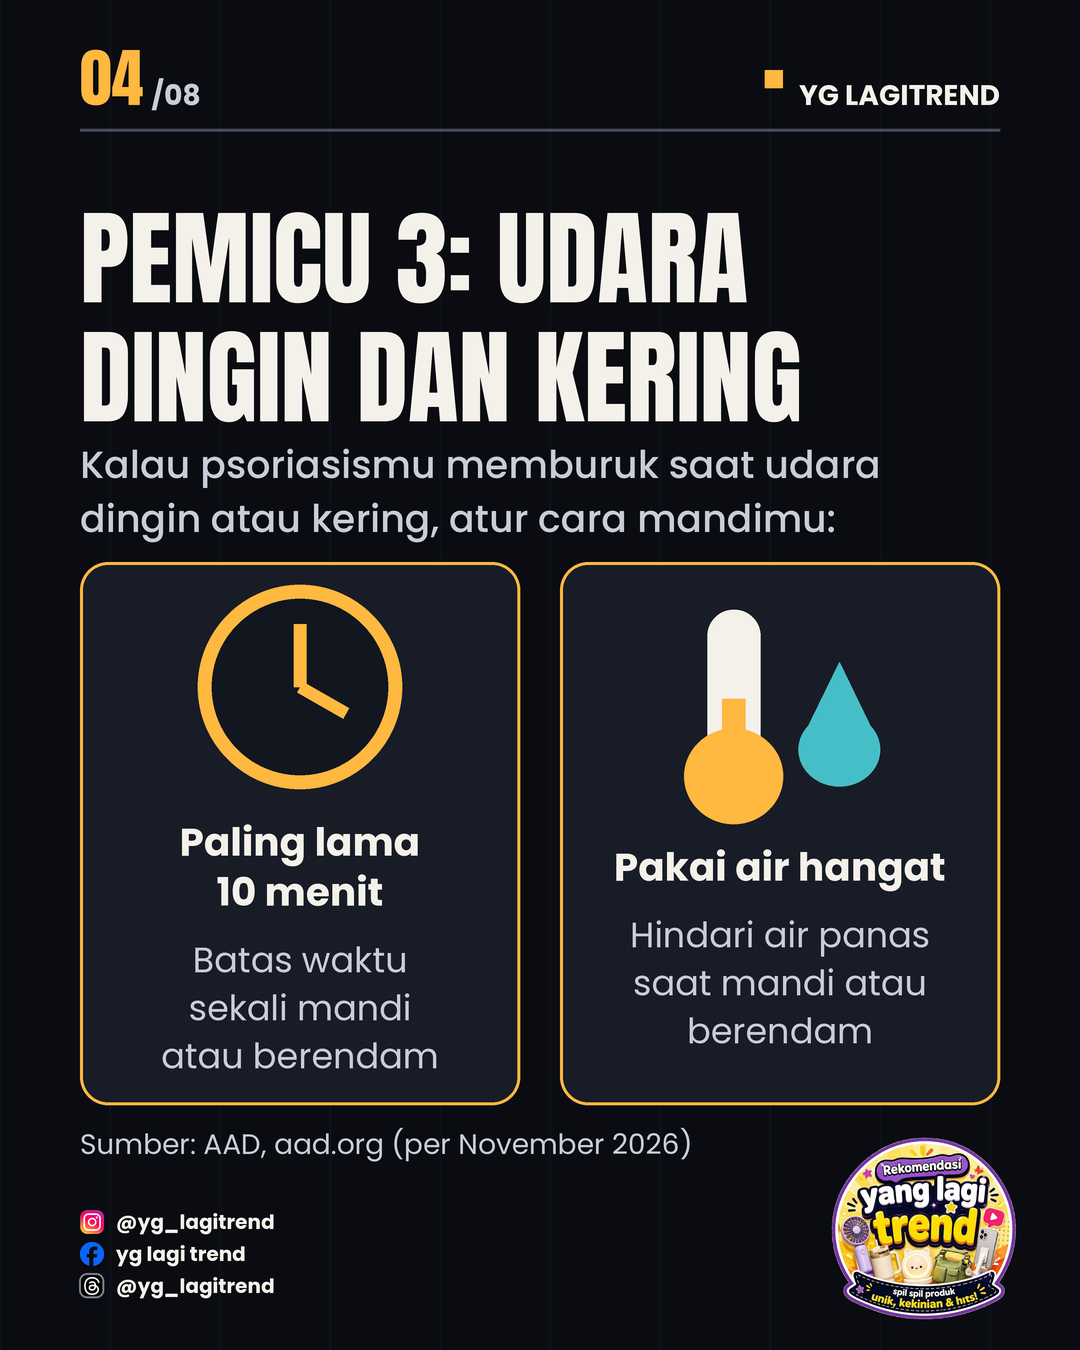 04 /08
YG LAGITREND
PEMICU 3: UDARA
DINGIN DAN KERING
Kalau psoriasismu memburuk saat udara
dingin atau kering, atur cara mandimu:
Paling lama
10 menit
Batas waktu
sekali mandi
atau berendam
Pakai air hangat
Hindari air panas
saat mandi atau
berendam
Sumber: AAD, aad.org (per November 2026)
@yg_lagitrend
yg lagi trend
@yg_lagitrend
Rekomendasi
yang lagi
trend
spil spil produk
unik, kekinian & hits!